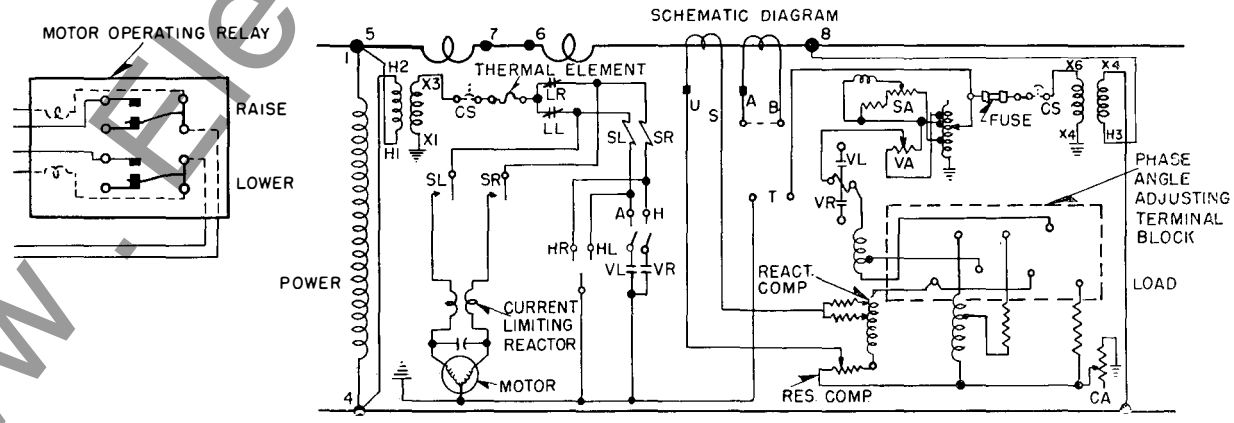 SCHEMATIC DIAGRAM
MOTOR OPERATING RELAY
RAISE
LOWER
5
1
7
6
8
H2
X3
THERMAL ELEMENT
LR
CS
LL
X1
H1
SL
SR
SL
SR
A
H
HR
HL
VL
VR
POWER
CURRENT
LIMITING
REACTOR
MOTOR
4
U
S
A
B
T
SA
VA
VL
VR
FUSE
CS
X6
X4
X4
H3
PHASE
ANGLE
ADJUSTING
TERMINAL
BLOCK
REACT.
COMP
LOAD
RES. COMP
CA
w.Ele